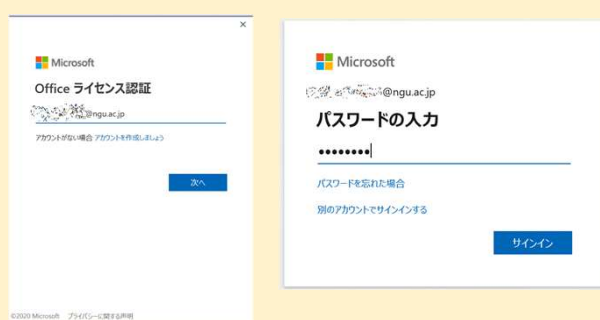 Microsoft
Office ライセンス認証
@ngu.ac.jp
アカウントがない場合 アカウントを作成しましょう
次へ
©2020 Microsoft プライバシーに関する声明
Microsoft
@ngu.ac.jp
パスワードの入力
パスワードを忘れた場合
別のアカウントでサインインする
サインイン